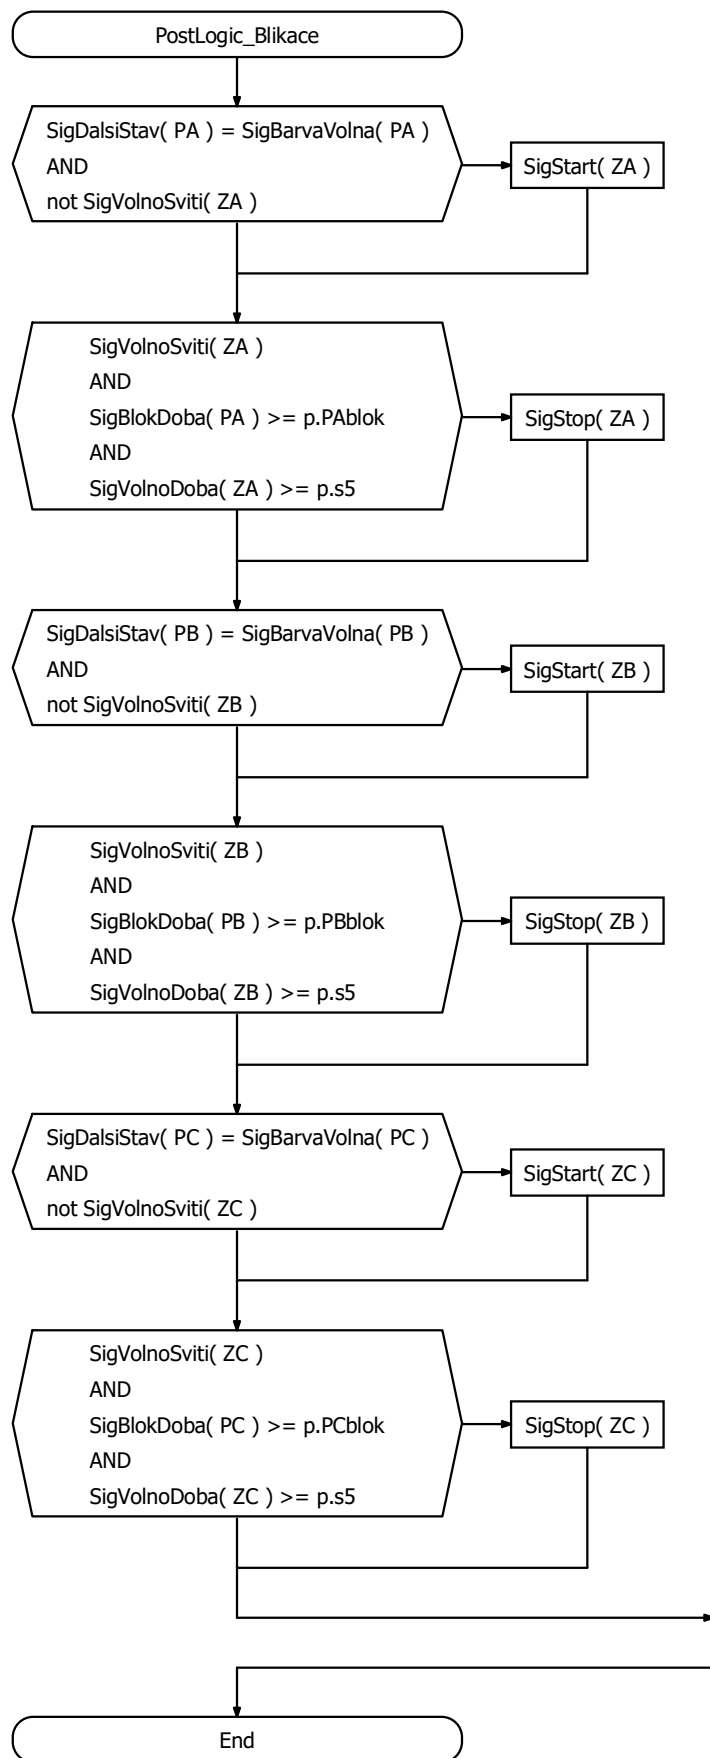 PostLogic_Blikace
SigDalsiStav( PA ) = SigBarvaVolna( PA )
AND
not SigVolnoSviti( ZA )
SigStart( ZA )
SigVolnoSviti( ZA )
AND
SigBlokDoba( PA ) >= p.PAblok
AND
SigVolnoDoba( ZA ) >= p.s5
SigStop( ZA )
SigDalsiStav( PB ) = SigBarvaVolna( PB )
AND
not SigVolnoSviti( ZB )
SigStart( ZB )
SigVolnoSviti( ZB )
AND
SigBlokDoba( PB ) >= p.PBblok
AND
SigVolnoDoba( ZB ) >= p.s5
SigStop( ZB )
SigDalsiStav( PC ) = SigBarvaVolna( PC )
AND
not SigVolnoSviti( ZC )
SigStart( ZC )
SigVolnoSviti( ZC )
AND
SigBlokDoba( PC ) >= p.PCblok
AND
SigVolnoDoba( ZC ) >= p.s5
SigStop( ZC )
End